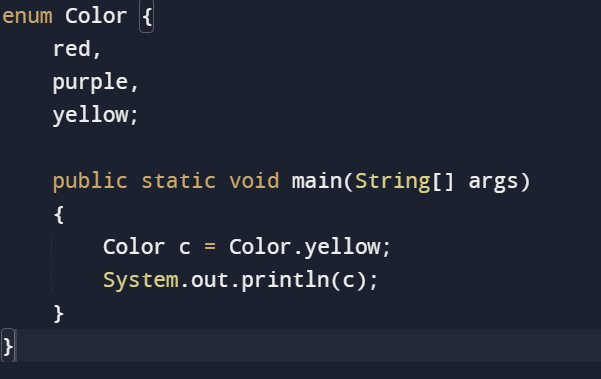 enum Color {
    red,
    purple,
    yellow;

    public static void main(String[] args)
    {
        Color c = Color.yellow;
        System.out.println(c);
    }
}